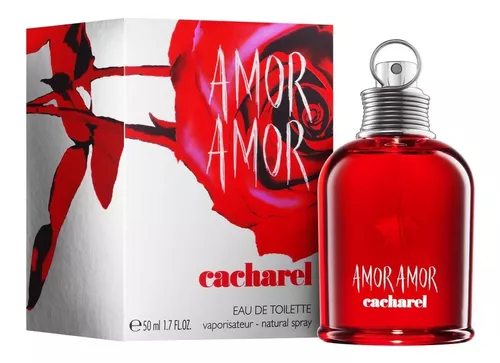 AMOR
AMOR
cacharel
EAU DE TOILETTE
℮50 ml 1.7 FL.OZ. vaporisateur - natural spray
AMOR AMOR
cacharel